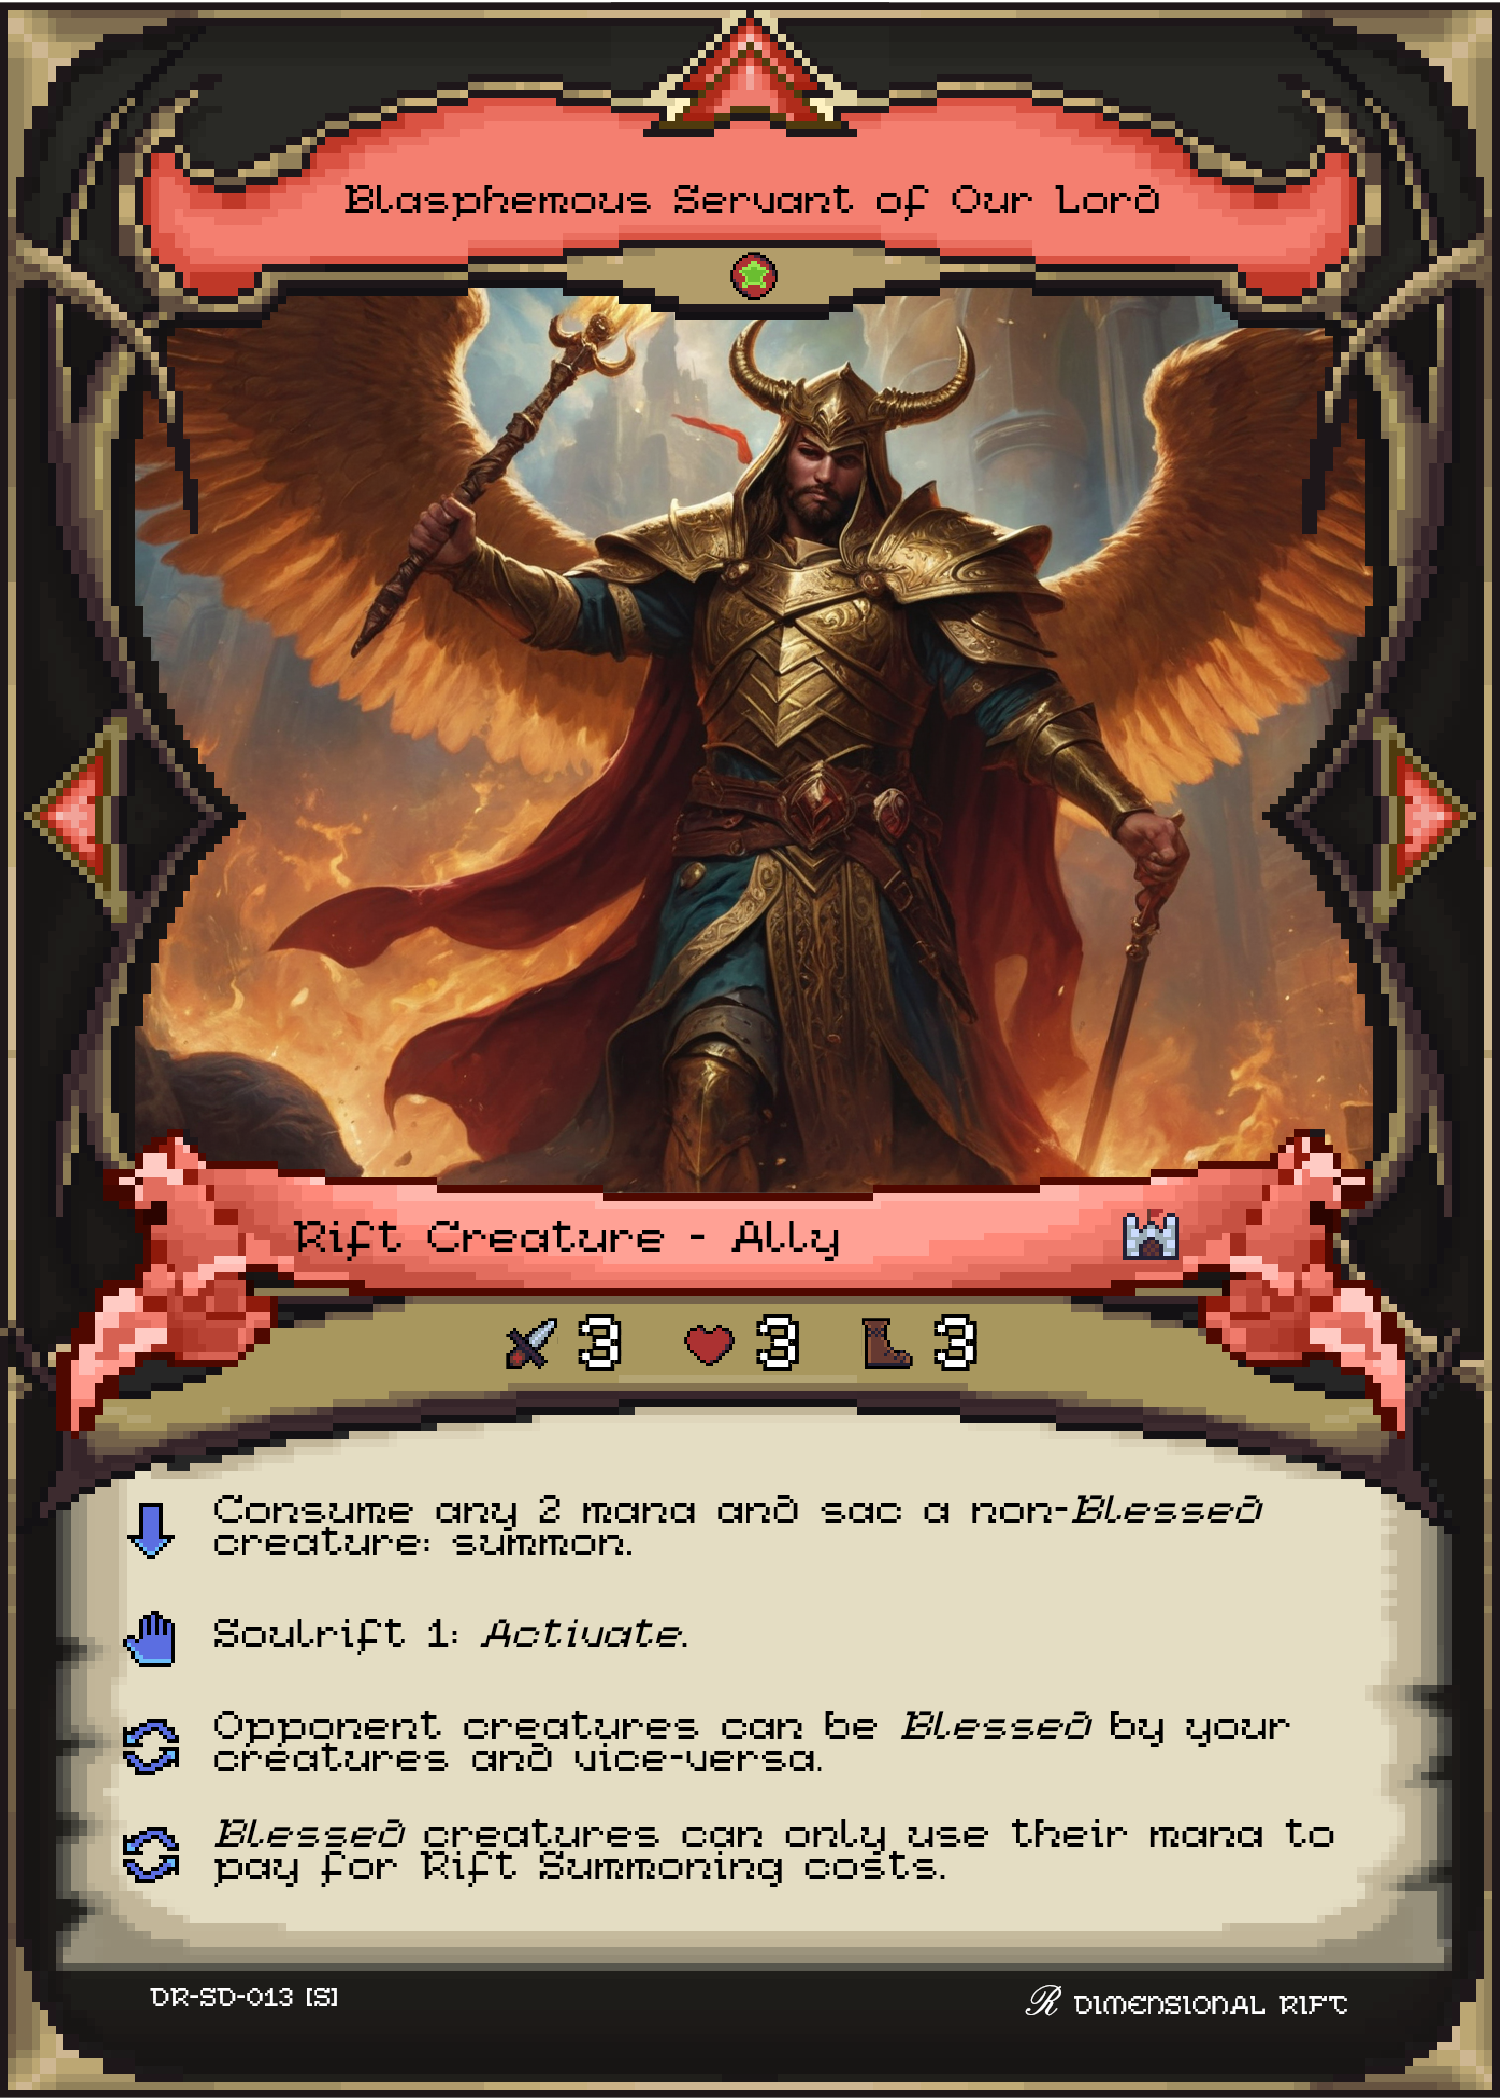 Blasphemous Servant of Our Lord
Rift Creature - Ally
3 3 3
Consume any 2 mana and sac a non-Blessed
creature: summon.
Soulrift 1: Activate.
Opponent creatures can be Blessed by your
creatures and vice-versa.
Blessed creatures can only use their mana to
pay for Rift Summoning costs.
DR-SD-013 [S]
R DIMENSIONAL RIFT